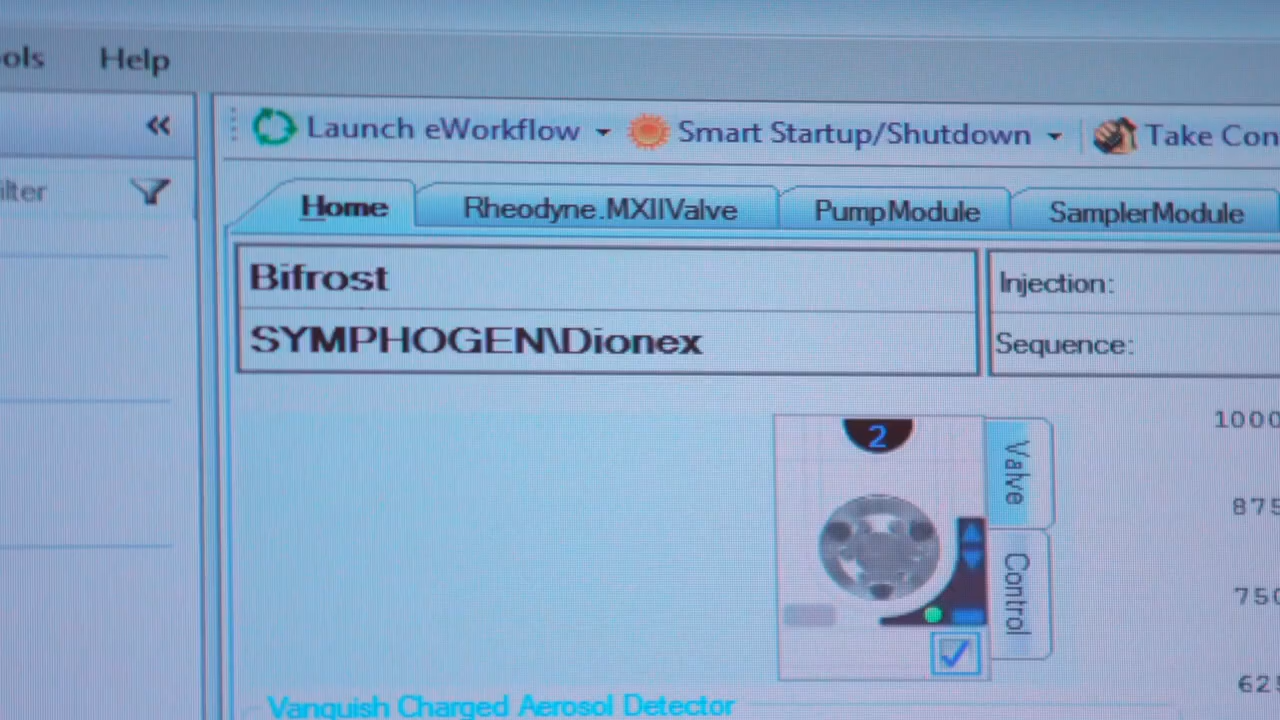 ols Help
Launch eWorkflow Smart Startup/Shutdown Take Con
ilter
Home Rheodyne.MXIIValve PumpModule SamplerModule
Bifrost
SYMPHOGEN\Dionex
Injection:
Sequence:
2
Valve
Control
1000
875
750
625
Vanquish Charged Aerosol Detector